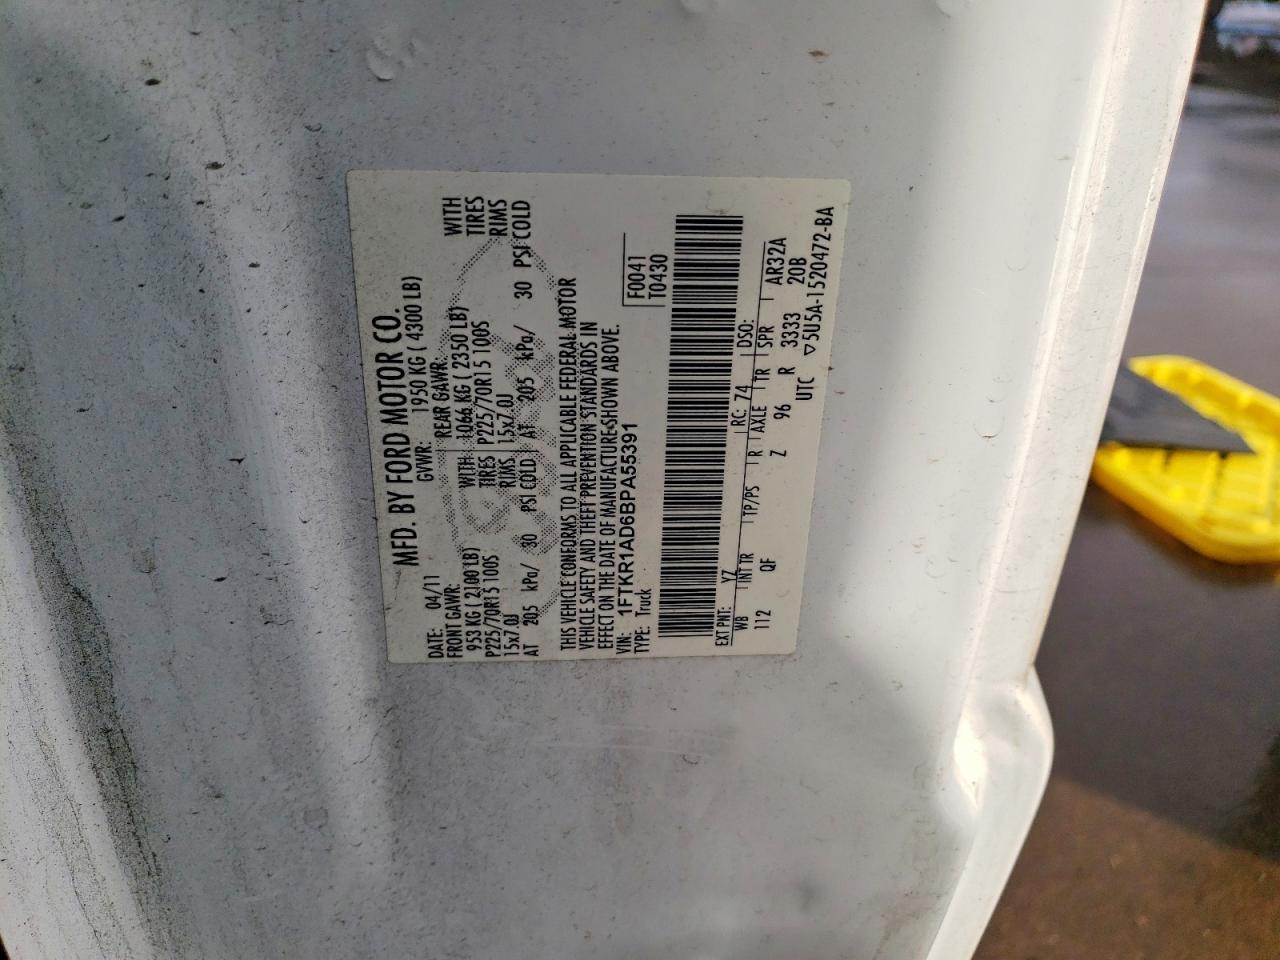 MFD. BY FORD MOTOR CO.
DATE: 04/11 GVWR: 1950 KG ( 4300 LB)
FRONT GAWR: REAR GAWR:
953 KG ( 2100 LB) WITH 1066 KG ( 2350 LB) WITH
P225/70R15 100S TIRES P225/70R15 100S TIRES
15x7.0J RIMS 15x7.0J RIMS
AT 205 kPa/ 30 PSI COLD AT 205 kPa/ 30 PSI COLD
THIS VEHICLE CONFORMS TO ALL APPLICABLE FEDERAL MOTOR
VEHICLE SAFETY AND THEFT PREVENTION STANDARDS IN
EFFECT ON THE DATE OF MANUFACTURE SHOWN ABOVE.
VIN: 1FTKR1AD6BPA55391 F0041
TYPE: Truck T0430
EXT PNT: YZ RC: 74 DSO:
WB INT TR TP/PS R AXLE TR SPR AR32A
112 QF Z 96 R 3333 20B
UTC ▽5U5A-1520472-BA